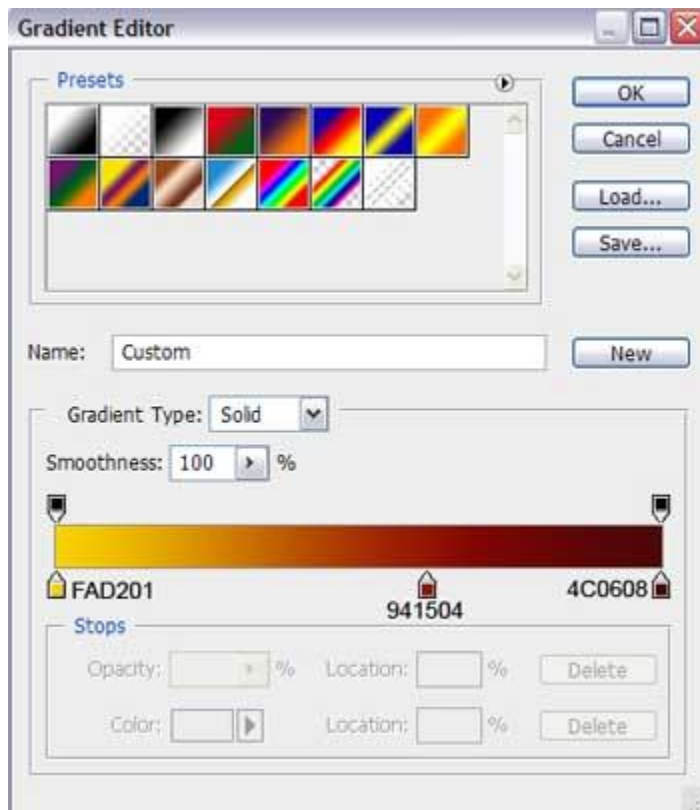 Gradient Editor
Presets
OK
Cancel
Load...
Save...
Name: Custom
New
Gradient Type: Solid
Smoothness: 100 %
FAD201
941504
4C0608
Stops
Opacity: % Location: % Delete
Color: Location: % Delete